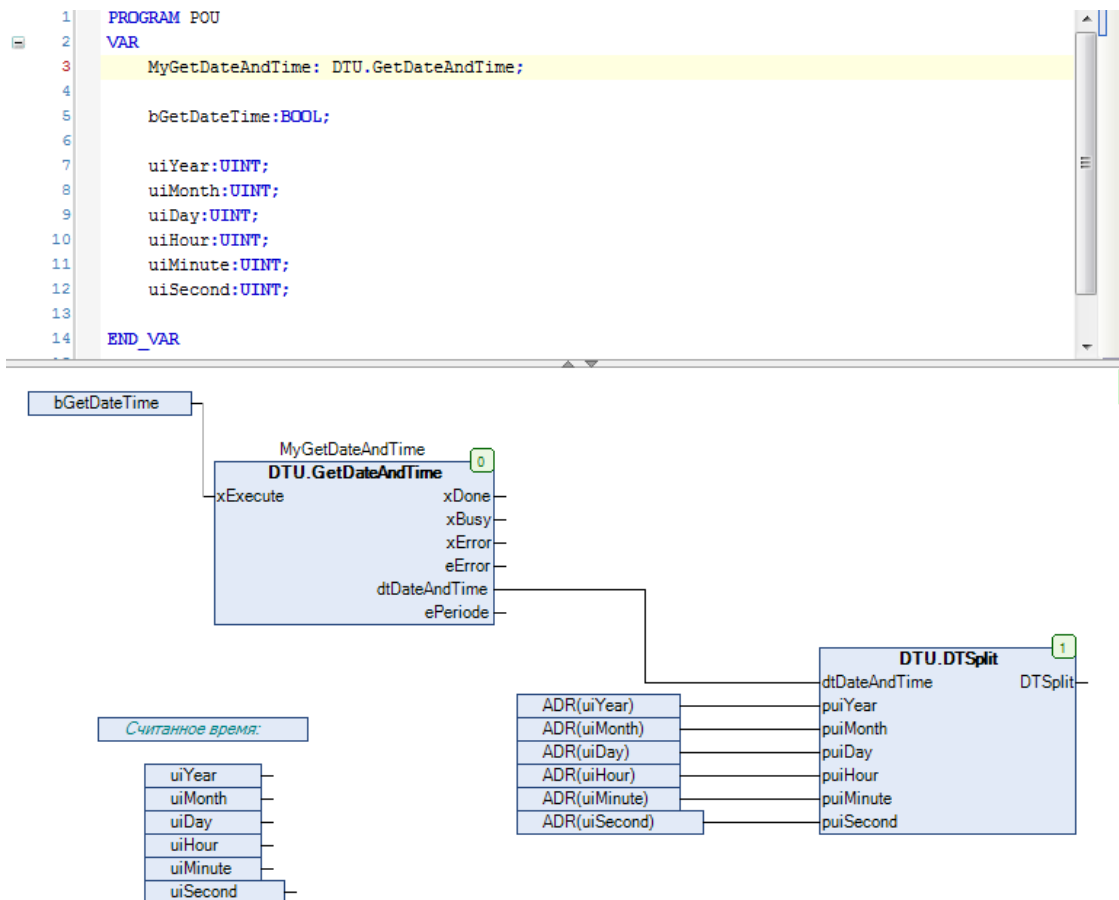 1 PROGRAM POU
2 VAR
3 MyGetDateAndTime: DTU.GetDateAndTime;
4
5 bGetDateTime:BOOL;
6
7 uiYear:UINT;
8 uiMonth:UINT;
9 uiDay:UINT;
10 uiHour:UINT;
11 uiMinute:UINT;
12 uiSecond:UINT;
13
14 END_VAR
bGetDateTime
MyGetDateAndTime
0
DTU.GetDateAndTime
xExecute xDone
xBusy
xError
eError
dtDateAndTime
ePeriode
1
DTU.DTSplit
dtDateAndTime DTSplit
ADR(uiYear) puiYear
ADR(uiMonth) puiMonth
ADR(uiDay) puiDay
ADR(uiHour) puiHour
ADR(uiMinute) puiMinute
ADR(uiSecond) puiSecond
Считанное время:
uiYear
uiMonth
uiDay
uiHour
uiMinute
uiSecond